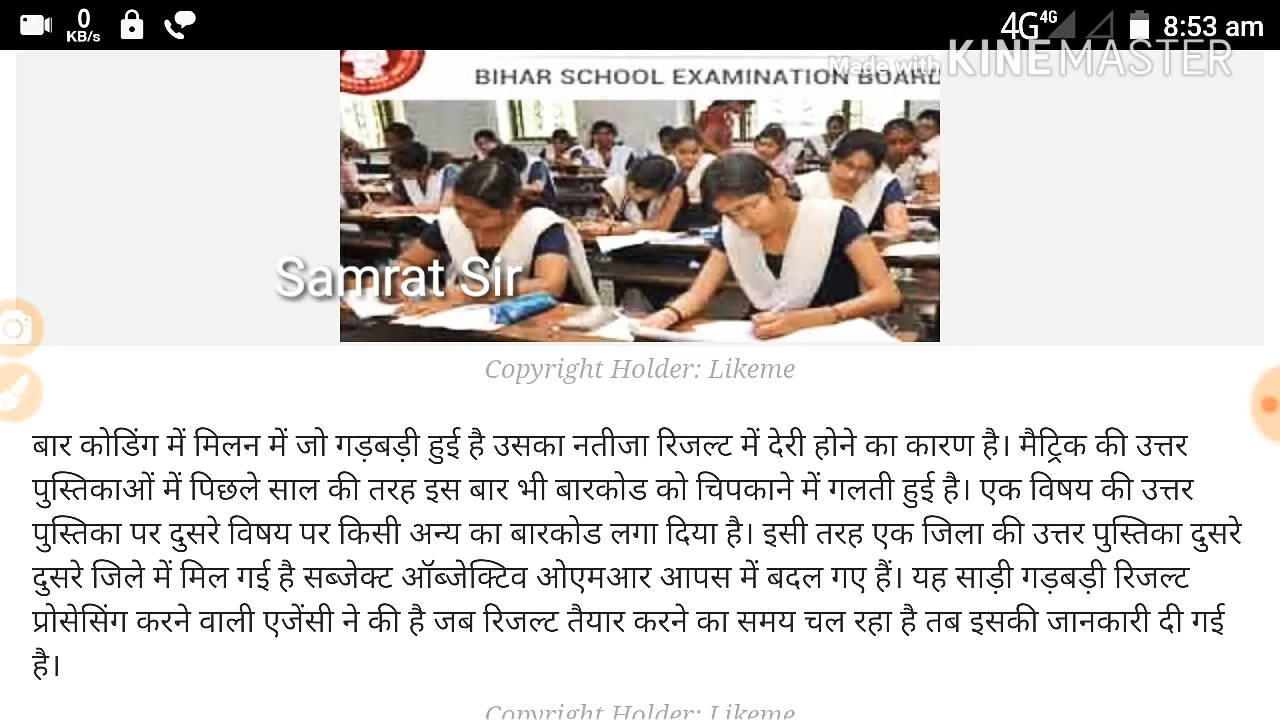 0
KB/s
4G 4G
8:53 am
Made with KINEMASTER
BIHAR SCHOOL EXAMINATION BOARD
Samrat Sir
Copyright Holder: Likeme
बार कोडिंग में मिलन में जो गड़बड़ी हुई है उसका नतीजा रिजल्ट में देरी होने का कारण है। मैट्रिक की उत्तर
पुस्तिकाओं में पिछले साल की तरह इस बार भी बारकोड को चिपकाने में गलती हुई है। एक विषय की उत्तर
पुस्तिका पर दुसरे विषय पर किसी अन्य का बारकोड लगा दिया है। इसी तरह एक जिला की उत्तर पुस्तिका दुसरे
दुसरे जिले में मिल गई है सब्जेक्ट ऑब्जेक्टिव ओएमआर आपस में बदल गए हैं। यह साड़ी गड़बड़ी रिजल्ट
प्रोसेसिंग करने वाली एजेंसी ने की है जब रिजल्ट तैयार करने का समय चल रहा है तब इसकी जानकारी दी गई
है।
Copyright Holder: Likeme